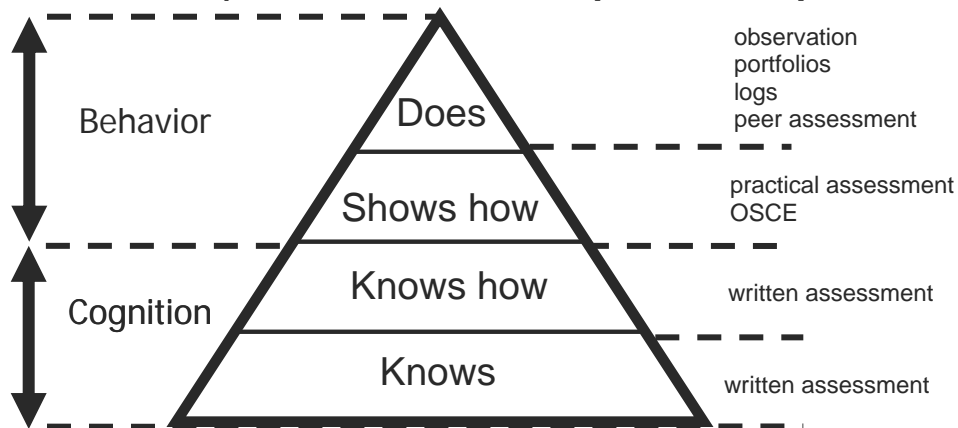 observation
portfolios
logs
peer assessment
Does
Behavior
practical assessment
OSCE
Shows how
Knows how
written assessment
Cognition
Knows
written assessment